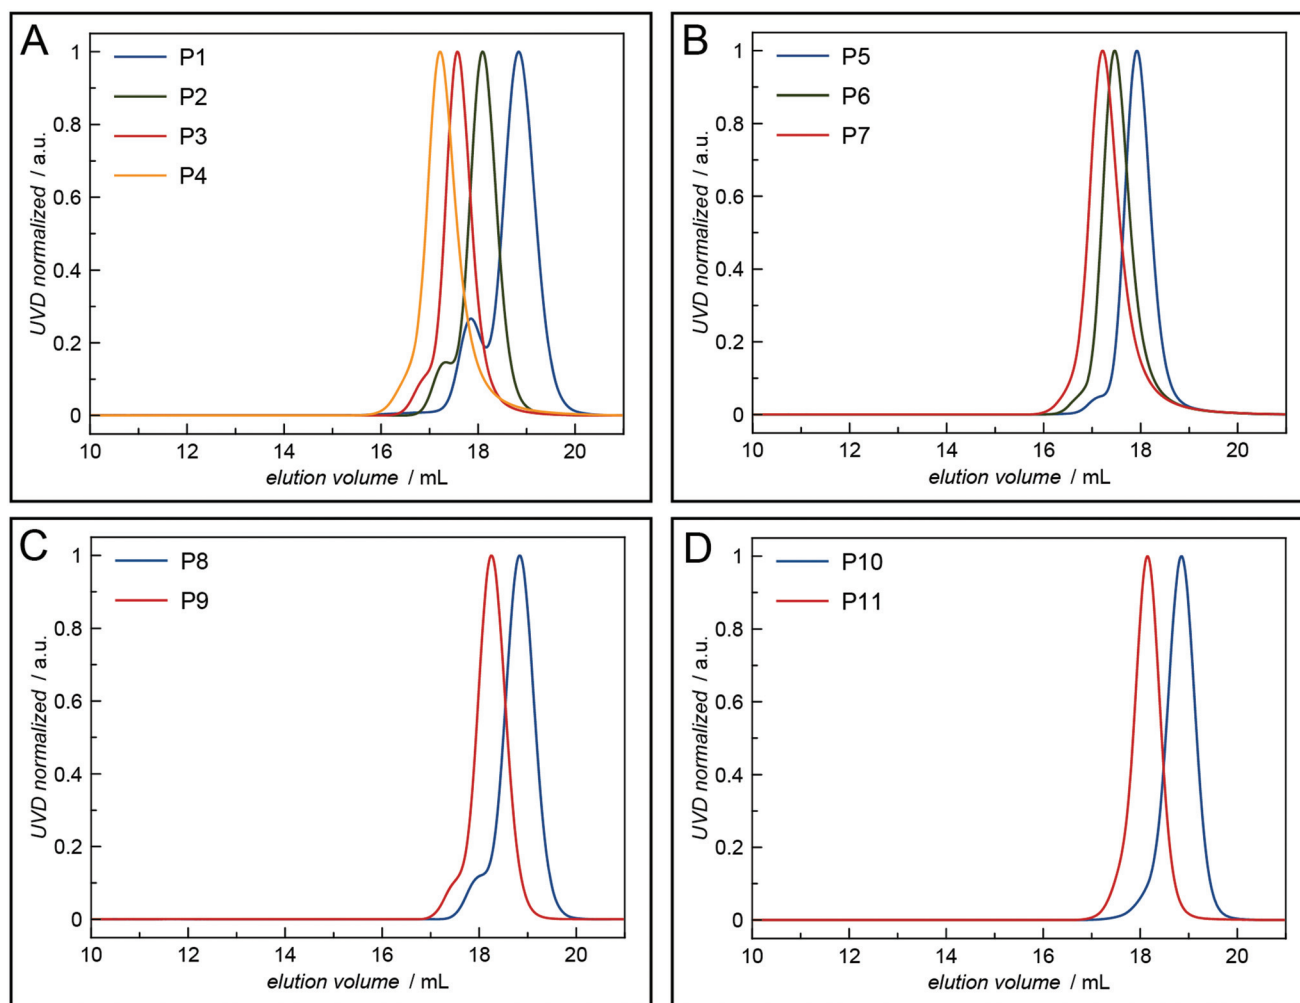 A
P1
P2
P3
P4
1
0.8
0.6
0.4
0.2
0
UVD normalized / a.u.
10 12 14 16 18 20
elution volume / mL
B
P5
P6
P7
1
0.8
0.6
0.4
0.2
0
UVD normalized / a.u.
10 12 14 16 18 20
elution volume / mL
C
P8
P9
1
0.8
0.6
0.4
0.2
0
UVD normalized / a.u.
10 12 14 16 18 20
elution volume / mL
D
P10
P11
1
0.8
0.6
0.4
0.2
0
UVD normalized / a.u.
10 12 14 16 18 20
elution volume / mL